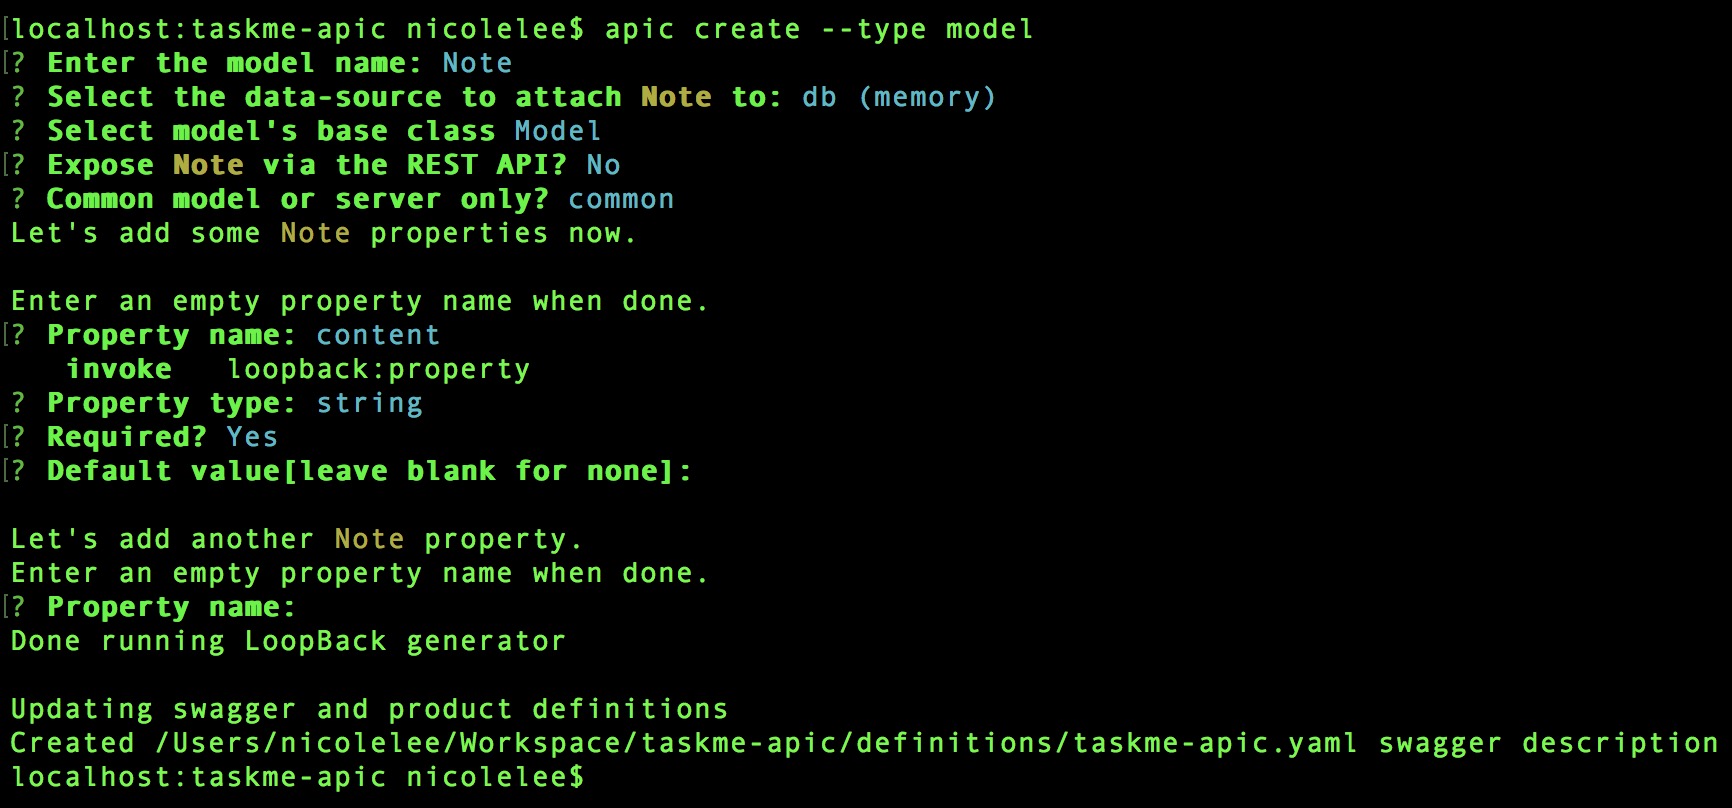 [localhost:taskme-apic nicolelee$ apic create --type model
[? Enter the model name: Note
? Select the data-source to attach Note to: db (memory)
? Select model's base class Model
[? Expose Note via the REST API? No
? Common model or server only? common
Let's add some Note properties now.
Enter an empty property name when done.
[? Property name: content
invoke loopback:property
? Property type: string
[? Required? Yes
[? Default value[leave blank for none]:
Let's add another Note property.
Enter an empty property name when done.
[? Property name:
Done running LoopBack generator
Updating swagger and product definitions
Created /Users/nicolelee/Workspace/taskme-apic/definitions/taskme-apic.yaml swagger description
localhost:taskme-apic nicolelee$